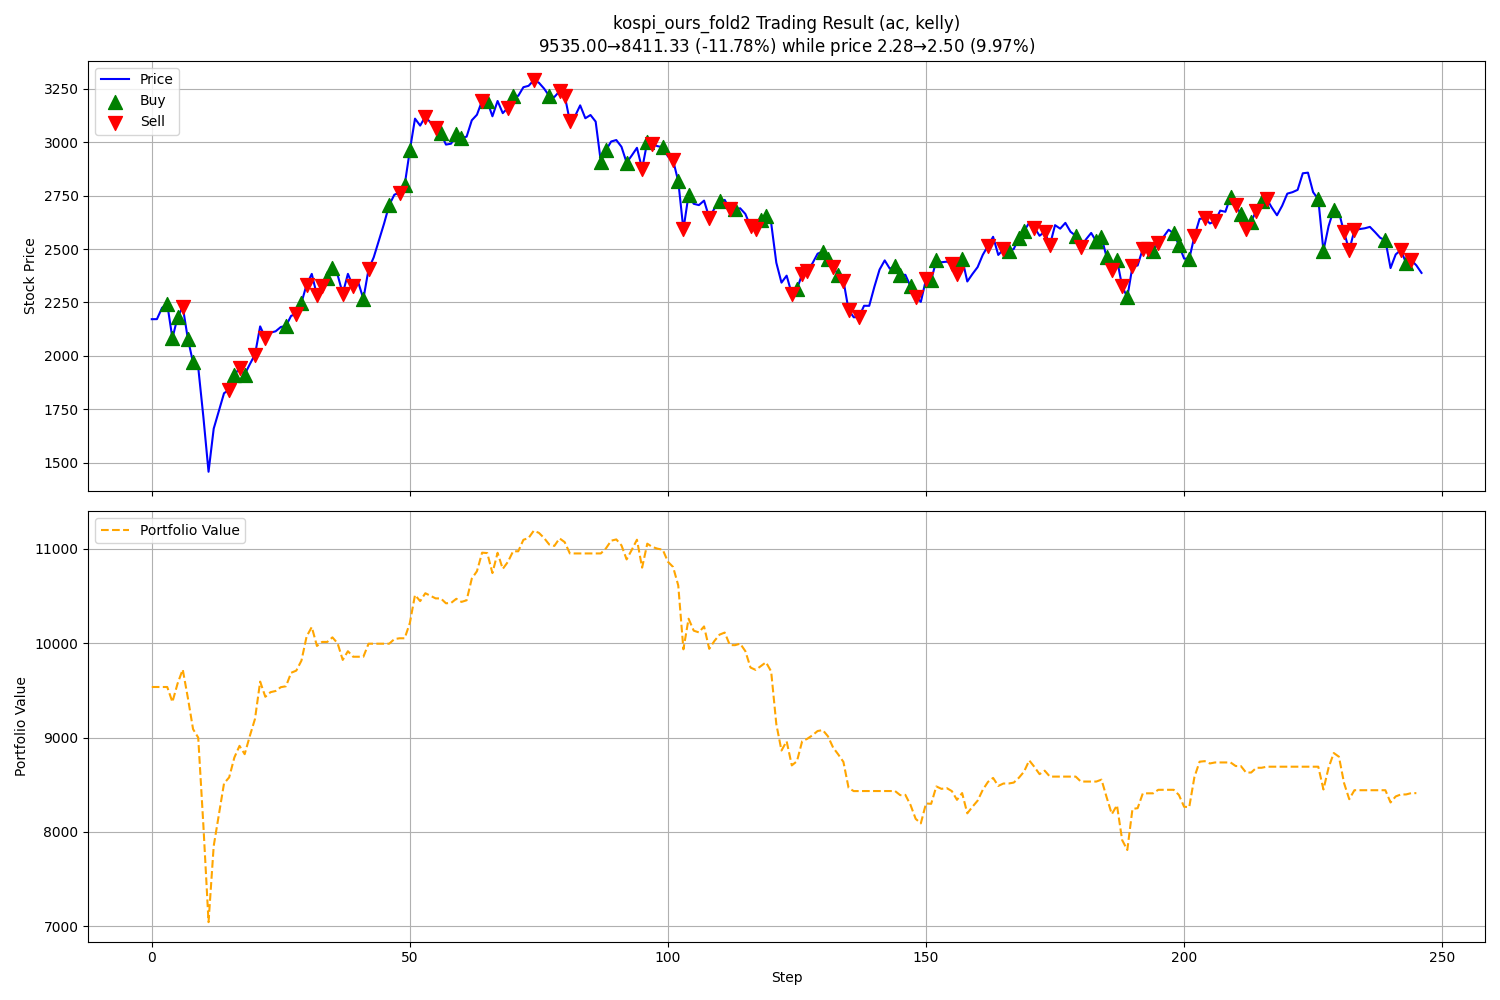 kospi_ours_fold2 Trading Result (ac, kelly)
9535.00→8411.33 (-11.78%) while price 2.28→2.50 (9.97%)
Price
Buy
Sell
Stock Price
3250
3000
2750
2500
2250
2000
1750
1500
Portfolio Value
Portfolio Value
11000
10000
9000
8000
7000
0
50
100
150
200
250
Step